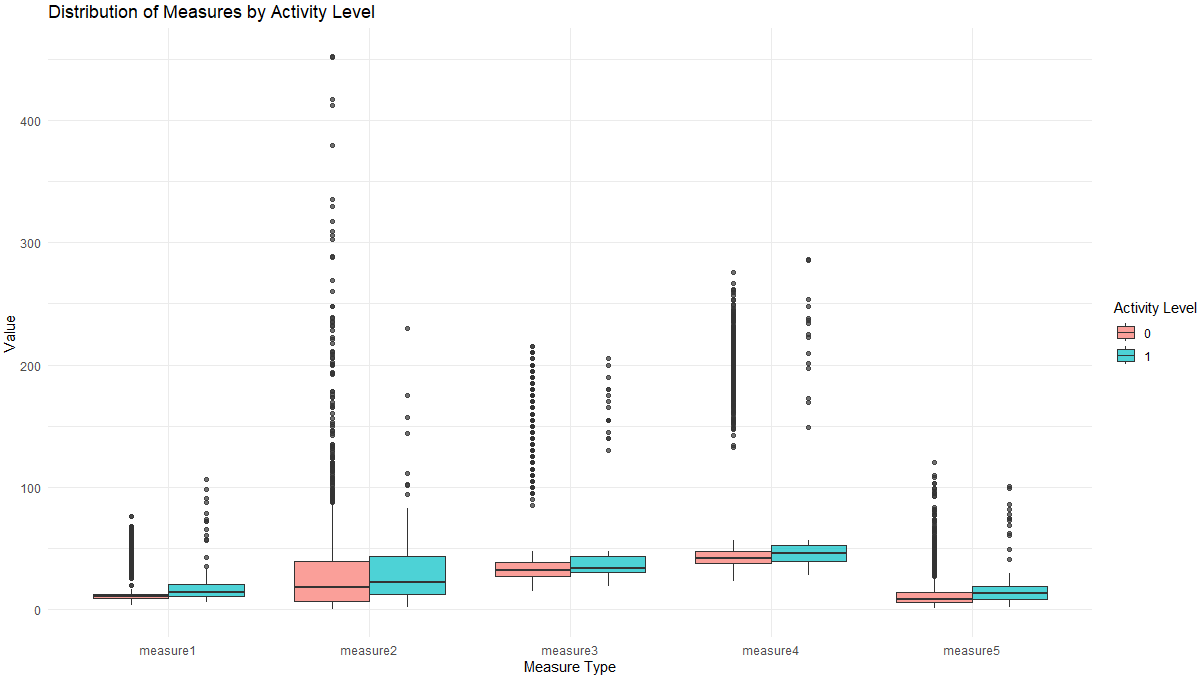 Distribution of Measures by Activity Level
400
300
200
100
0
Value
measure1
measure2
measure3
measure4
measure5
Measure Type
Activity Level
0
1